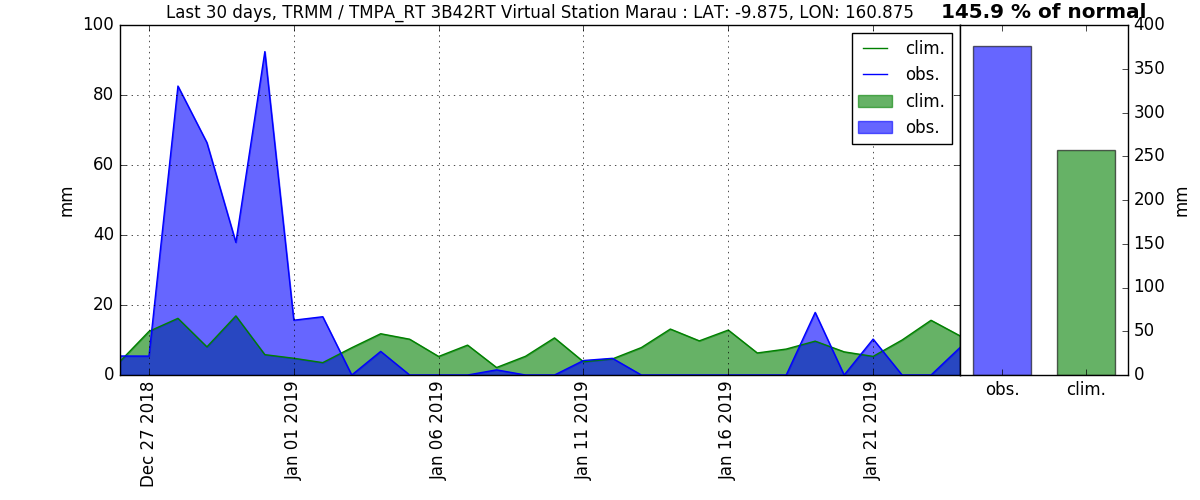 Last 30 days, TRMM / TMPA_RT 3B42RT Virtual Station Marau : LAT: -9.875, LON: 160.875
145.9 % of normal
100
80
60
40
20
0
mm
clim.
obs.
clim.
obs.
400
350
300
250
200
150
100
50
0
mm
Dec 27 2018
Jan 01 2019
Jan 06 2019
Jan 11 2019
Jan 16 2019
Jan 21 2019
obs.
clim.